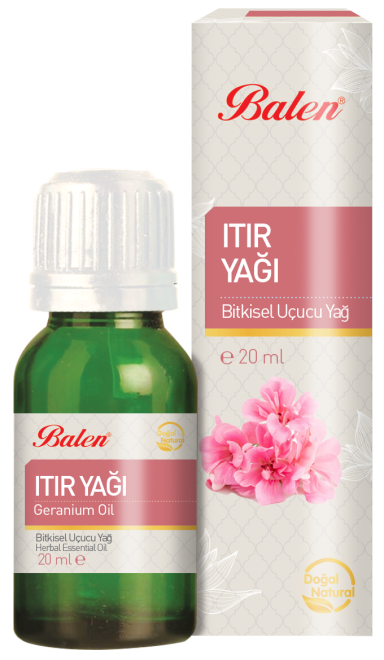 Balen®
ITIR
YAĞI
Bitkisel Uçucu Yağ
℮ 20 ml
Doğal
Natural
Balen®
Doğal
Natural
ITIR YAĞI
Geranium Oil
Bitkisel Uçucu Yağ
Herbal Essential Oil
20 ml ℮